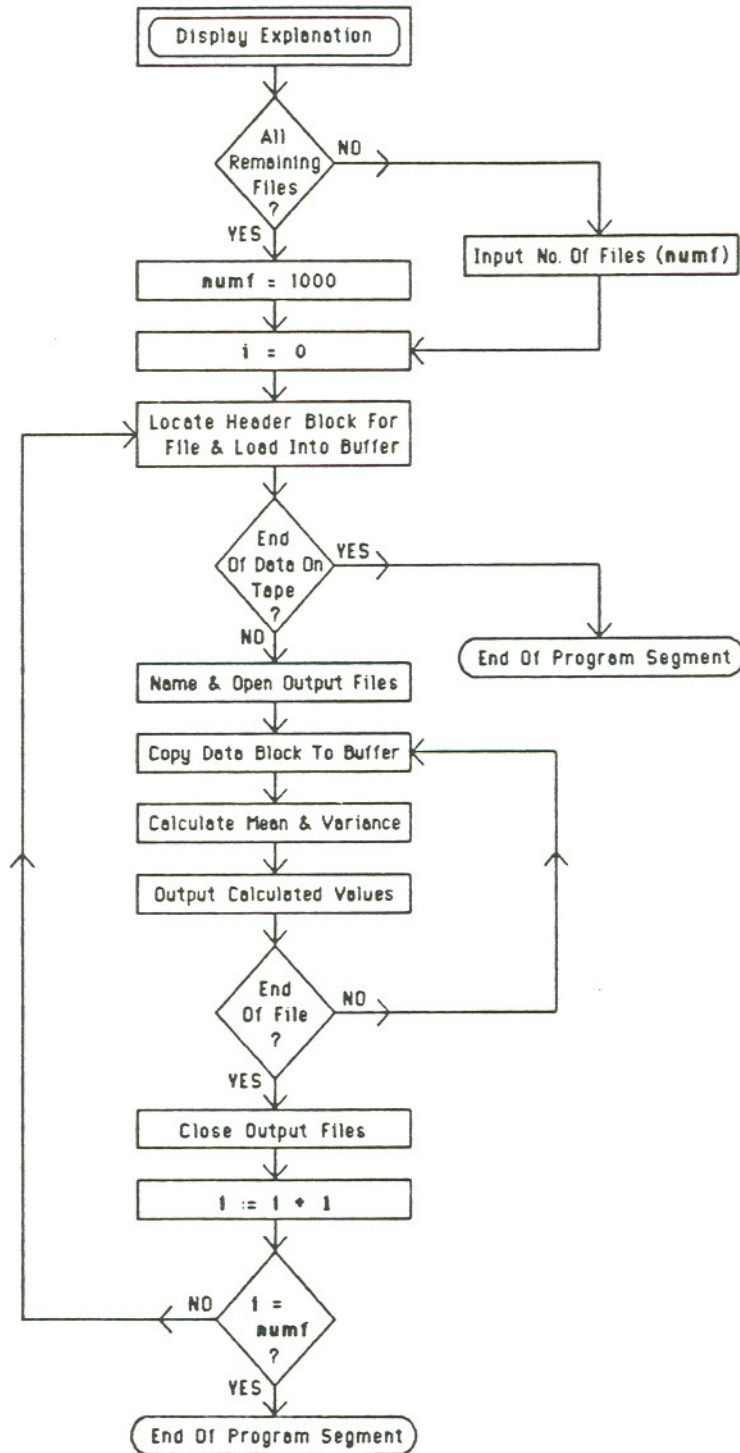 Display Explanation
All
Remaining
Files
?
NO
YES
Input No. Of Files (numf)
numf = 1000
i = 0
Locate Header Block For
File & Load Into Buffer
End
Of Data On
Tape
?
YES
NO
End Of Program Segment
Name & Open Output Files
Copy Data Block To Buffer
Calculate Mean & Variance
Output Calculated Values
End
Of File
?
NO
YES
Close Output Files
i := i + 1
NO
i =
numf
?
YES
End Of Program Segment